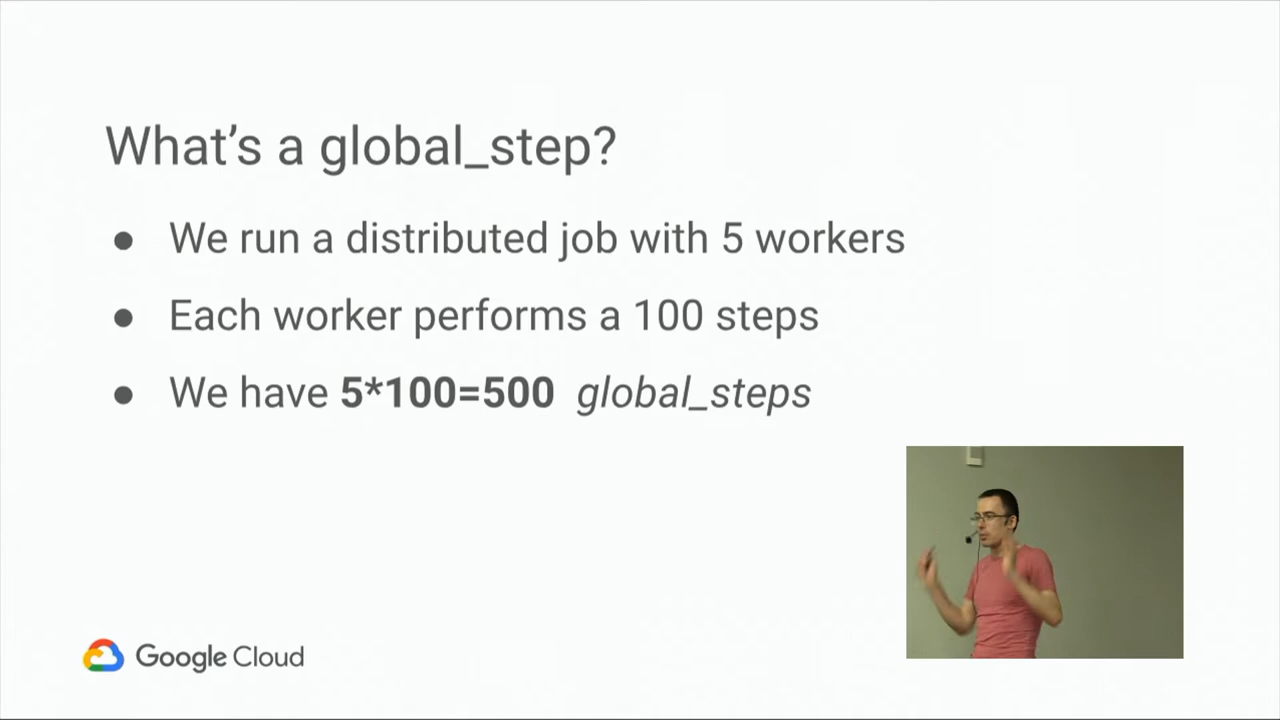 What’s a global_step?
● We run a distributed job with 5 workers
● Each worker performs a 100 steps
● We have 5*100=500 global_steps
Google Cloud